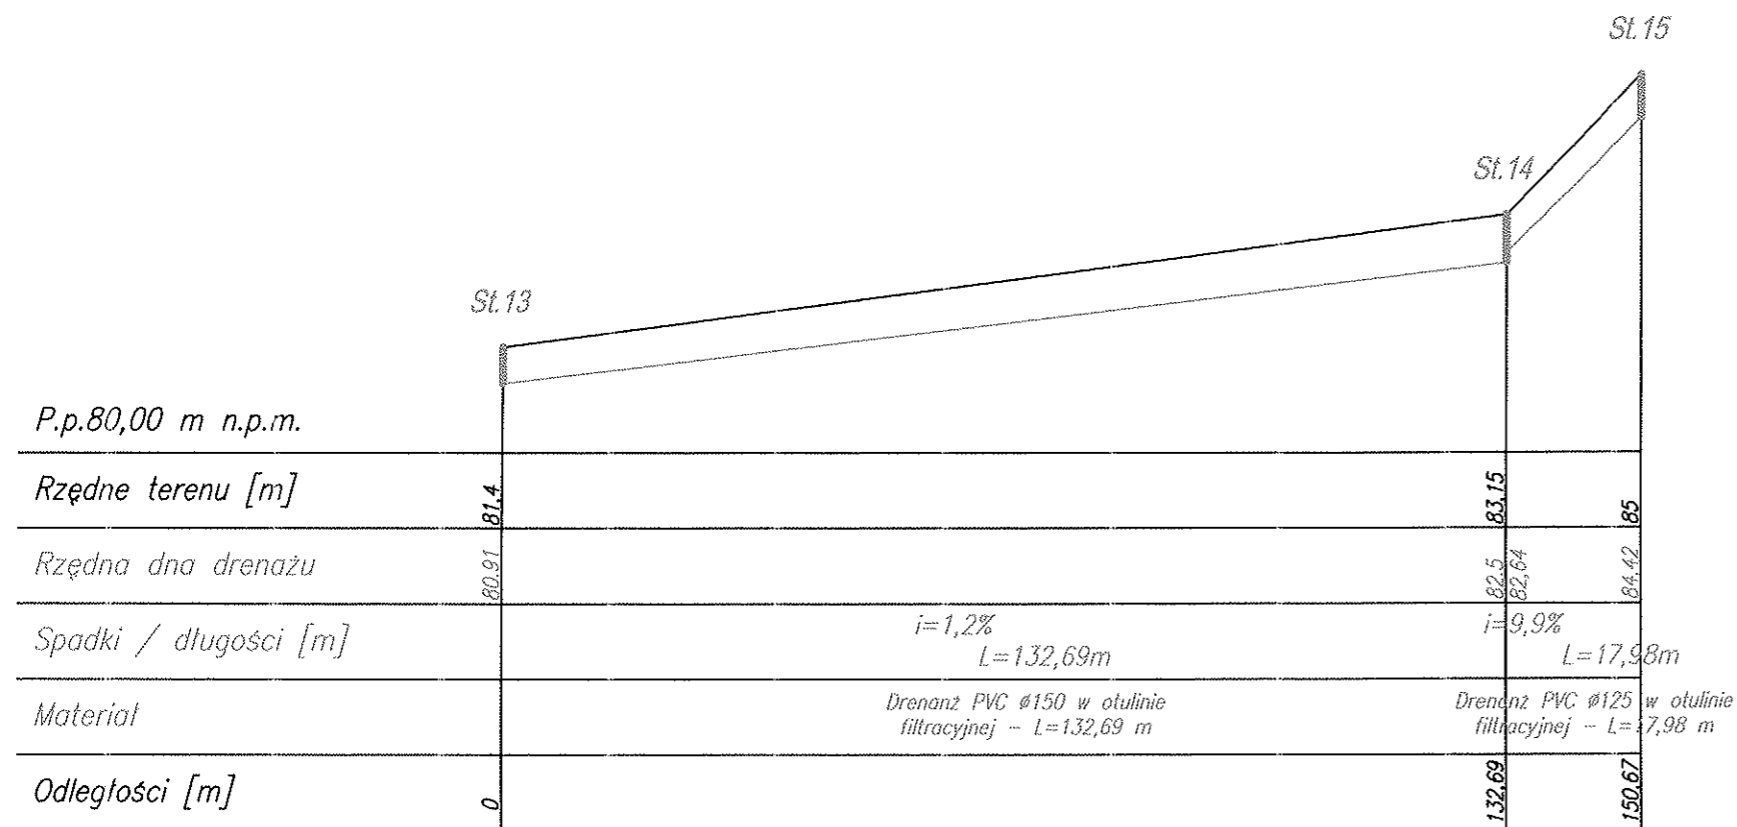 St.15
St.14
St.13
P.p.80,00 m n.p.m.
Rzędne terenu [m]
81,4
83,15
85
Rzędna dna drenażu
80,91
82,5
82,64
84,42
Spadki / długości [m]
i=1,2%
L=132,69m
i=9,9%
L=17,98m
Materiał
Drenanż PVC ø150 w otulinie
filtracyjnej - L=132,69 m
Drenanż PVC ø125 w otulinie
filtracyjnej - L=17,98 m
Odległości [m]
0
132,69
150,67